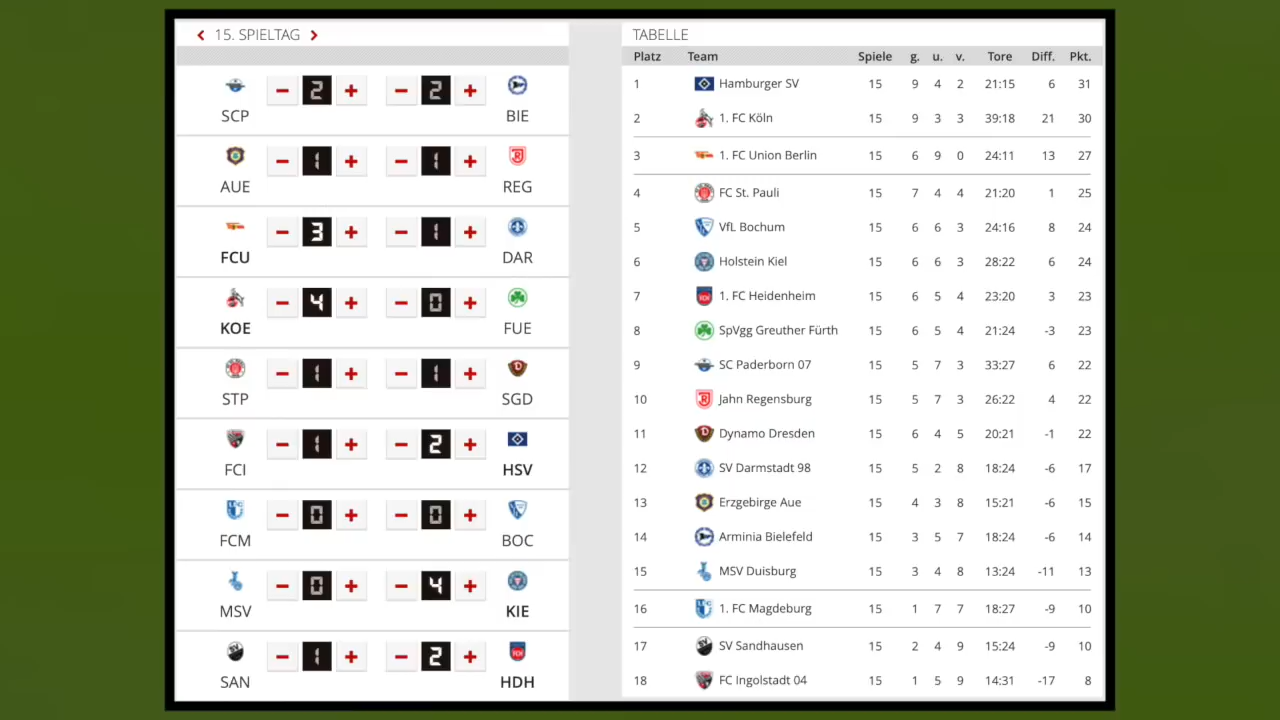 15. SPIELTAG
SCP 2 2 BIE
AUE 1 1 REG
FCU 3 1 DAR
KOE 4 0 FUE
STP 1 1 SGD
FCI 1 2 HSV
FCM 0 0 BOC
MSV 0 4 KIE
SAN 1 2 HDH
TABELLE
Platz Team Spiele g. u. v. Tore Diff. Pkt.
1 Hamburger SV 15 9 4 2 21:15 6 31
2 1. FC Köln 15 9 3 3 39:18 21 30
3 1. FC Union Berlin 15 6 9 0 24:11 13 27
4 FC St. Pauli 15 7 4 4 21:20 1 25
5 VfL Bochum 15 6 6 3 24:16 8 24
6 Holstein Kiel 15 6 6 3 28:22 6 24
7 1. FC Heidenheim 15 6 5 4 23:20 3 23
8 SpVgg Greuther Fürth 15 6 5 4 21:24 -3 23
9 SC Paderborn 07 15 5 7 3 33:27 6 22
10 Jahn Regensburg 15 5 7 3 26:22 4 22
11 Dynamo Dresden 15 6 4 5 20:21 -1 22
12 SV Darmstadt 98 15 5 2 8 18:24 -6 17
13 Erzgebirge Aue 15 4 3 8 15:21 -6 15
14 Arminia Bielefeld 15 3 5 7 18:24 -6 14
15 MSV Duisburg 15 3 4 8 13:24 -11 13
16 1. FC Magdeburg 15 1 7 7 18:27 -9 10
17 SV Sandhausen 15 2 4 9 15:24 -9 10
18 FC Ingolstadt 04 15 1 5 9 14:31 -17 8